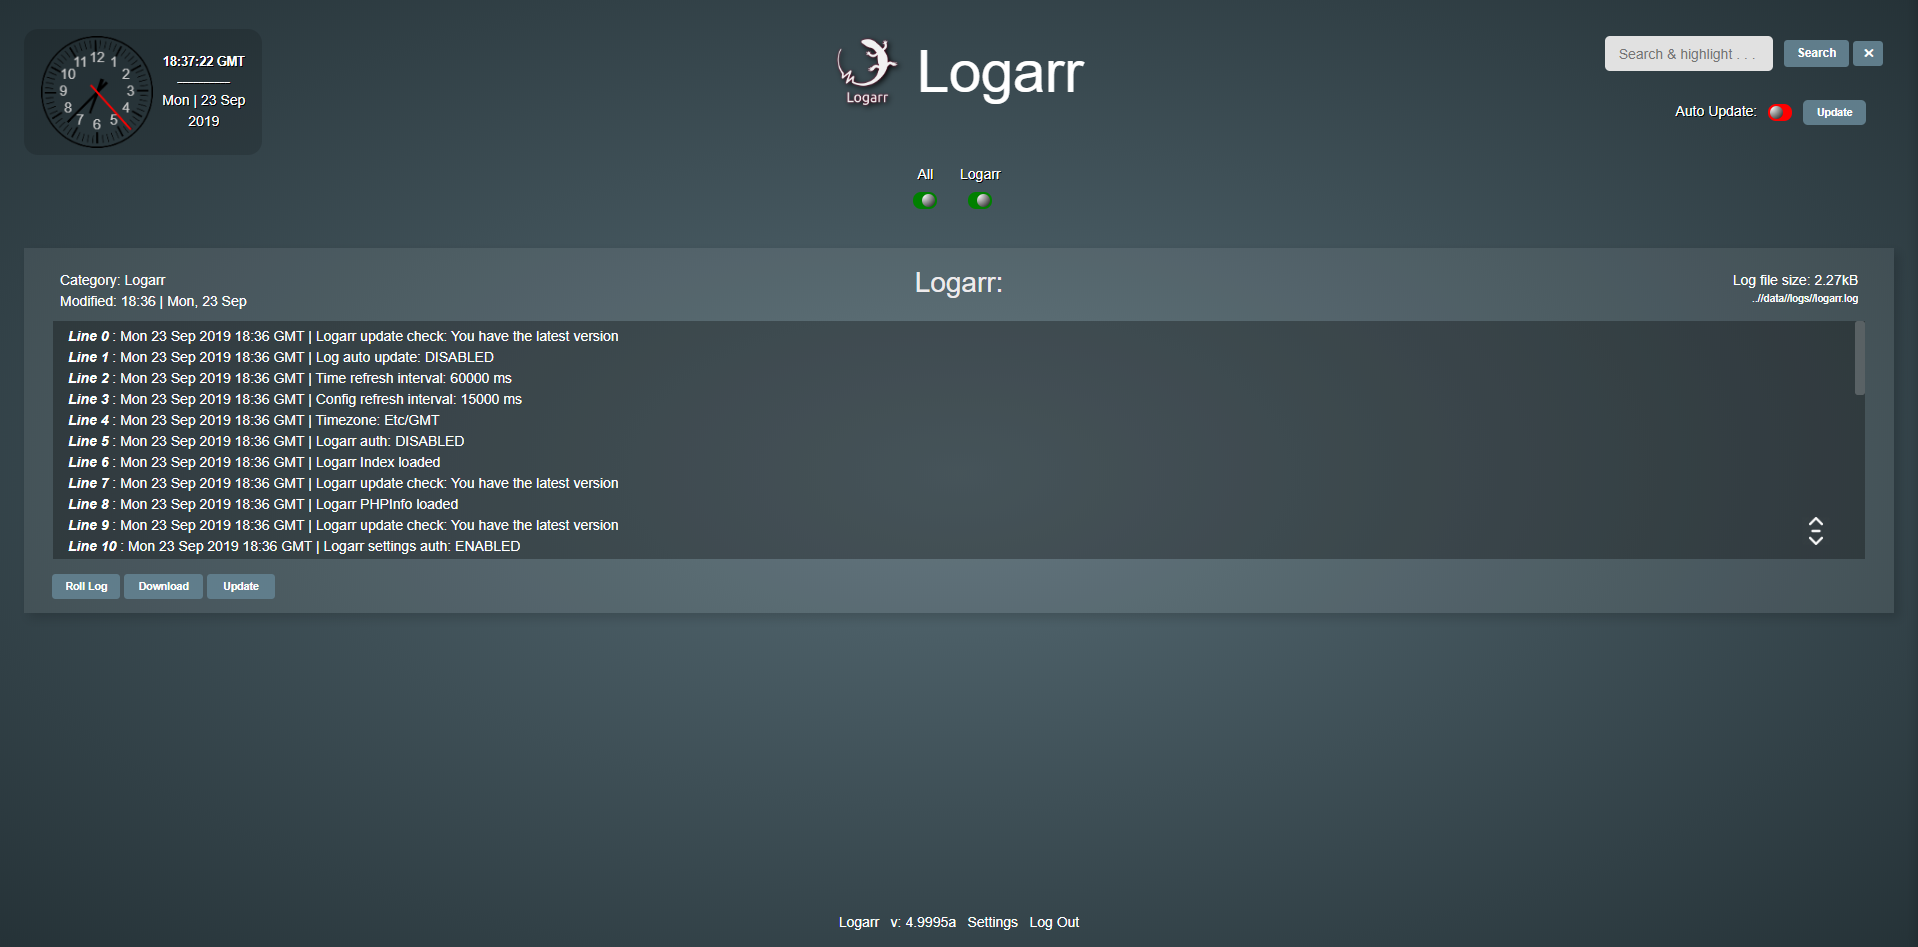 12
1
2
3
4
5
6
7
8
9
10
11
18:37:22 GMT
Mon | 23 Sep
2019
Logarr
Logarr
Search & highlight . . .
Search
×
Auto Update:
Update
All
Logarr
Category: Logarr
Modified: 18:36 | Mon, 23 Sep
Logarr:
Log file size: 2.27kB
..//data//logs//logarr.log
Line 0 : Mon 23 Sep 2019 18:36 GMT | Logarr update check: You have the latest version
Line 1 : Mon 23 Sep 2019 18:36 GMT | Log auto update: DISABLED
Line 2 : Mon 23 Sep 2019 18:36 GMT | Time refresh interval: 60000 ms
Line 3 : Mon 23 Sep 2019 18:36 GMT | Config refresh interval: 15000 ms
Line 4 : Mon 23 Sep 2019 18:36 GMT | Timezone: Etc/GMT
Line 5 : Mon 23 Sep 2019 18:36 GMT | Logarr auth: DISABLED
Line 6 : Mon 23 Sep 2019 18:36 GMT | Logarr Index loaded
Line 7 : Mon 23 Sep 2019 18:36 GMT | Logarr update check: You have the latest version
Line 8 : Mon 23 Sep 2019 18:36 GMT | Logarr PHPInfo loaded
Line 9 : Mon 23 Sep 2019 18:36 GMT | Logarr update check: You have the latest version
Line 10 : Mon 23 Sep 2019 18:36 GMT | Logarr settings auth: ENABLED
Roll Log
Download
Update
Logarr v: 4.9995a Settings Log Out